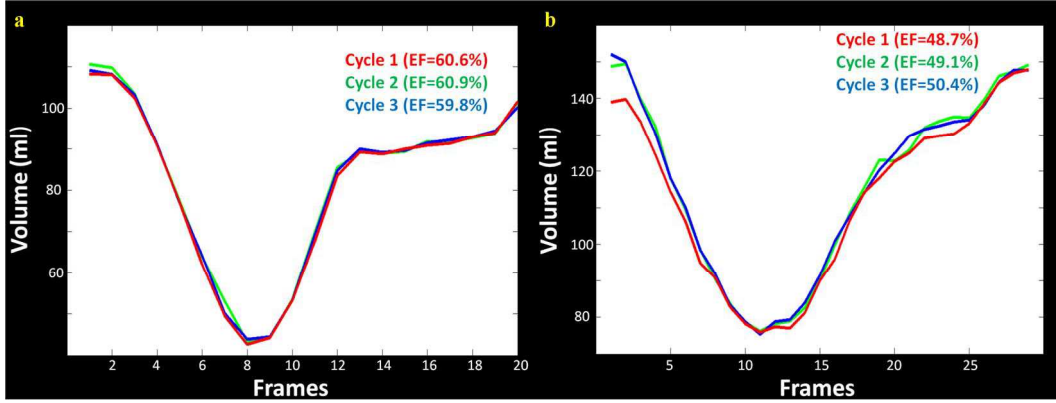 a
Cycle 1 (EF=60.6%)
Cycle 2 (EF=60.9%)
Cycle 3 (EF=59.8%)
Volume (ml)
100
80
60
2 4 6 8 10 12 14 16 18 20
Frames
b
Cycle 1 (EF=48.7%)
Cycle 2 (EF=49.1%)
Cycle 3 (EF=50.4%)
Volume (ml)
140
120
100
80
5 10 15 20 25
Frames